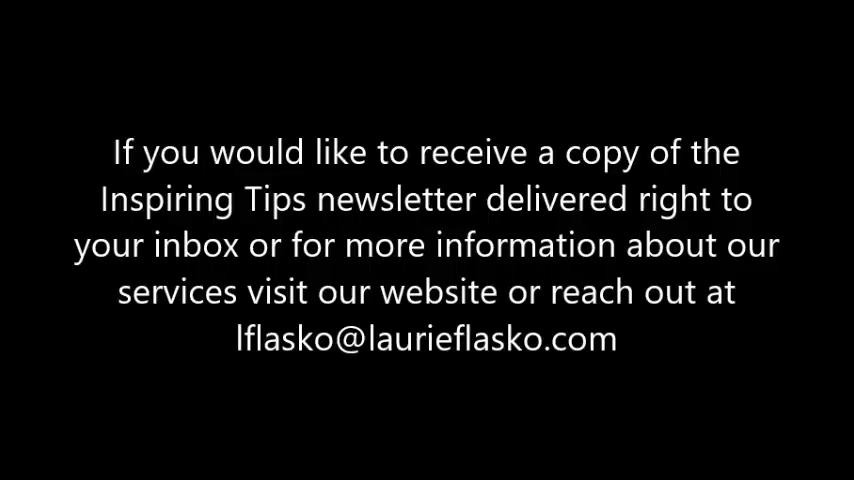 If you would like to receive a copy of the
Inspiring Tips newsletter delivered right to
your inbox or for more information about our
services visit our website or reach out at
lflasko@laurieflasko.com